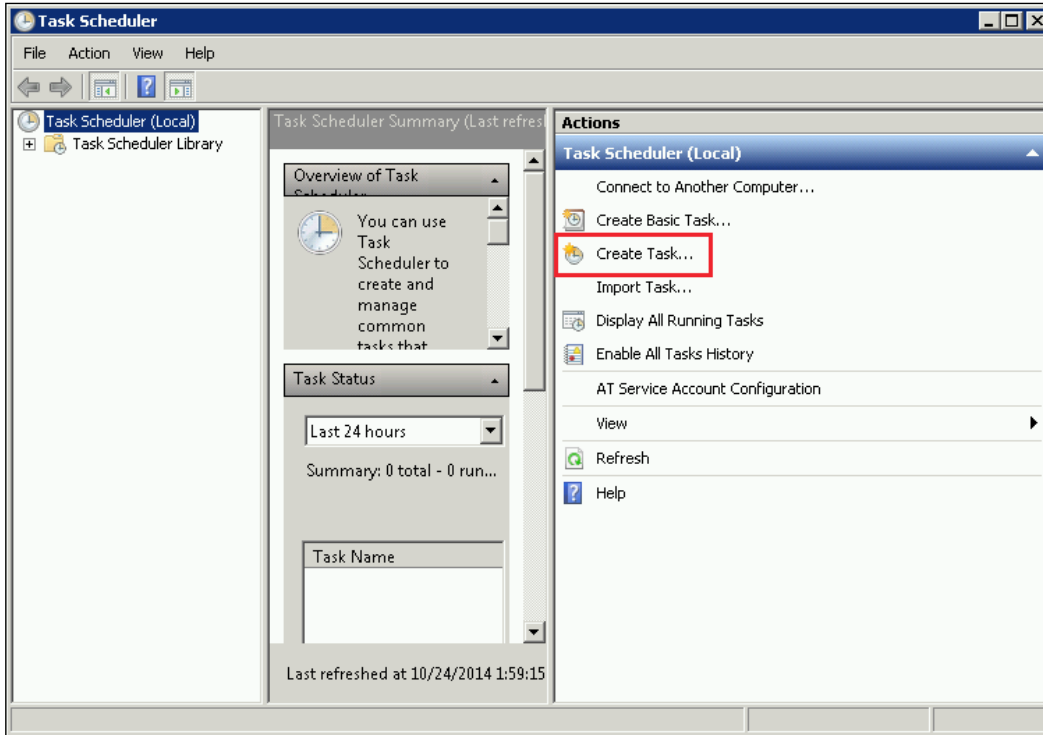 Task Scheduler
File Action View Help
Task Scheduler (Local)
Task Scheduler Library
Task Scheduler Summary (Last
Overview of Task
Scheduler
You can use
Task
Scheduler to
create and
manage
common
tasks that
Task Status
Last 24 hours
Summary: 0 total - 0 run...
Task Name
Last refreshed at 10/24/2014 1:59:15
Actions
Task Scheduler (Local)
Connect to Another Computer...
Create Basic Task...
Create Task...
Import Task...
Display All Running Tasks
Enable All Tasks History
AT Service Account Configuration
View
Refresh
Help